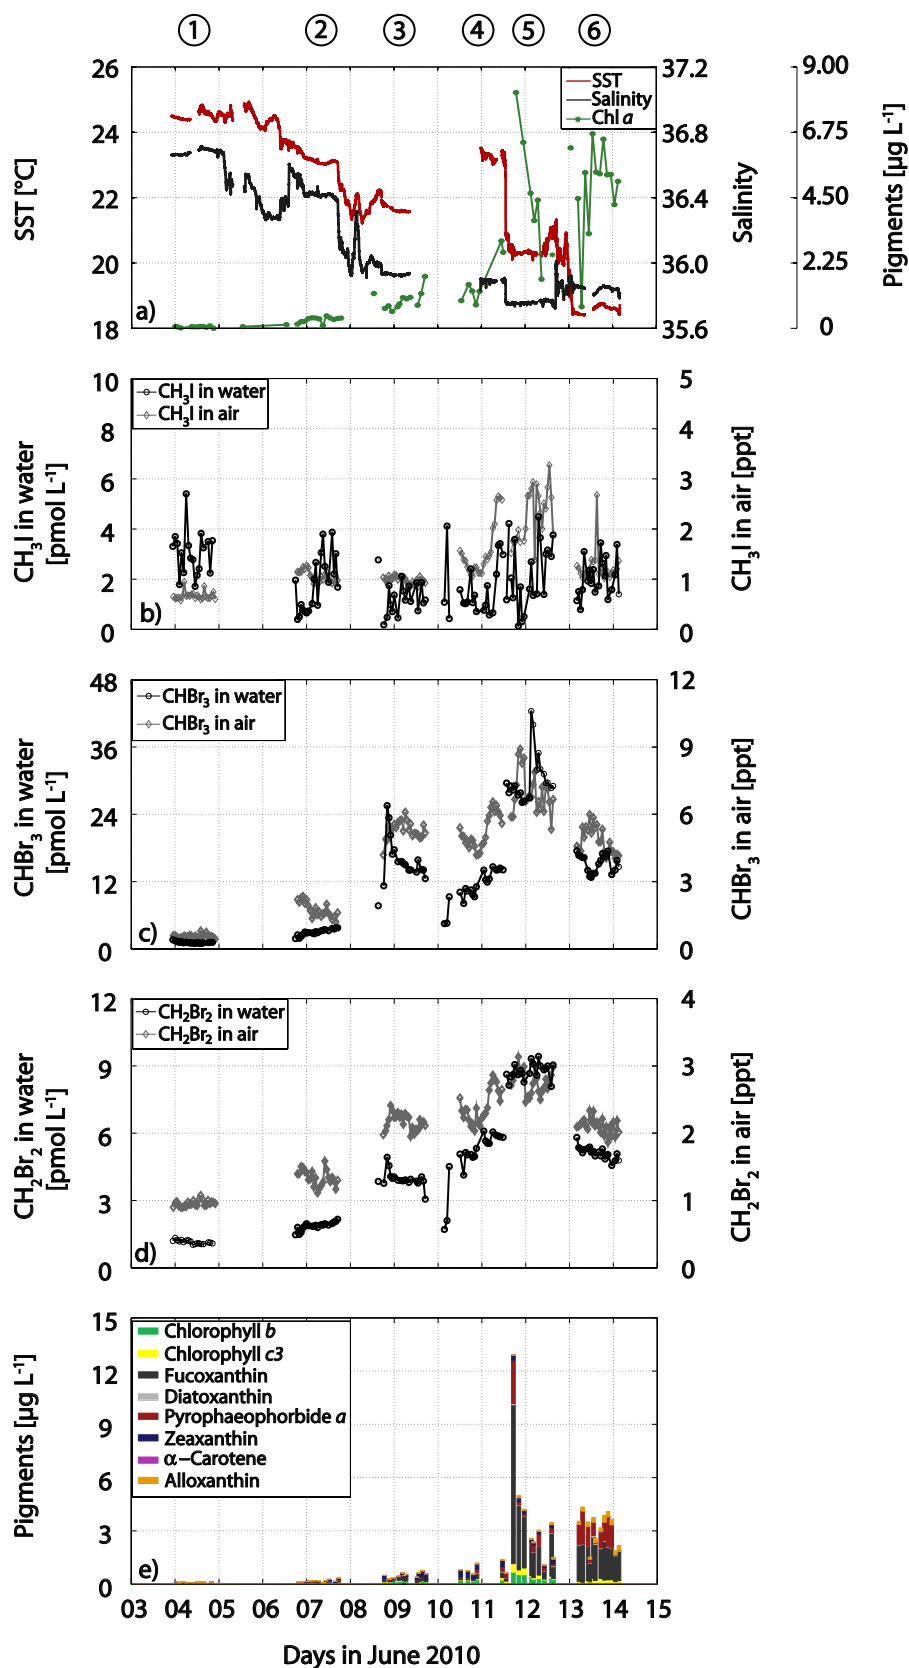 ① ② ③ ④ ⑤ ⑥
26 37.2 9.00
24 36.8 6.75
22 36.4 4.50
20 36.0 2.25
18 35.6 0
SST [°C]
Salinity
Pigments [µg L⁻¹]
SST
Salinity
Chl a
a)
10 5
8 4
6 3
4 2
2 1
0 0
CH₃I in water
[pmol L⁻¹]
CH₃I in air [ppt]
CH₃I in water
CH₃I in air
b)
48 12
36 9
24 6
12 3
0 0
CHBr₃ in water
[pmol L⁻¹]
CHBr₃ in air [ppt]
CHBr₃ in water
CHBr₃ in air
c)
12 4
9 3
6 2
3 1
0 0
CH₂Br₂ in water
[pmol L⁻¹]
CH₂Br₂ in air [ppt]
CH₂Br₂ in water
CH₂Br₂ in air
d)
15
12
9
6
3
0
Pigments [µg L⁻¹]
Chlorophyll b
Chlorophyll c3
Fucoxanthin
Diatoxanthin
Pyrophaeophorbide a
Zeaxanthin
α−Carotene
Alloxanthin
e)
03 04 05 06 07 08 09 10 11 12 13 14 15
Days in June 2010